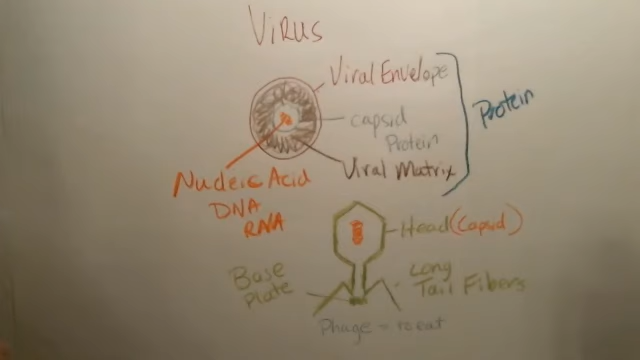 Virus
Viral Envelope
capsid
Protein
Viral Matrix
Protein
Nucleic Acid
DNA
RNA
Head (Capsid)
Base
Plate
Long
Tail Fibers
Phage = to eat